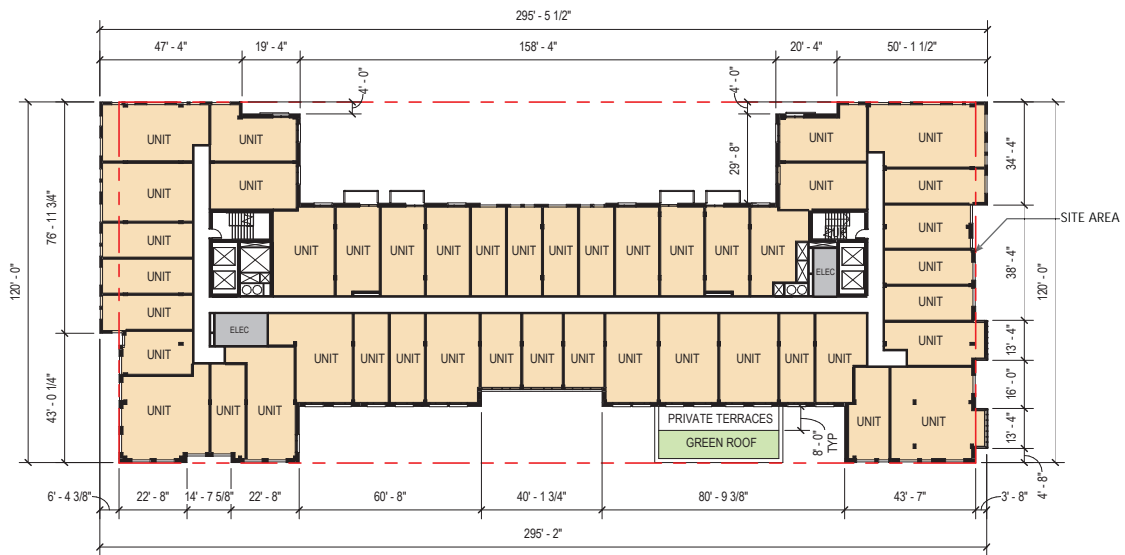 295' - 5 1/2"
47' - 4"
19' - 4"
158' - 4"
20' - 4"
50' - 1 1/2"
4' - 0"
4' - 0"
120' - 0"
76' - 11 3/4"
43' - 0 1/4"
29' - 8"
34' - 4"
38' - 4"
120' - 0"
13' - 4"
16' - 0"
13' - 4"
4' - 8"
SITE AREA
UNIT UNIT UNIT UNIT
UNIT UNIT UNIT UNIT
UNIT UNIT
UNIT UNIT UNIT UNIT UNIT UNIT UNIT UNIT UNIT UNIT UNIT
UNIT UNIT
ELEC
UNIT UNIT
UNIT
ELEC
UNIT UNIT UNIT UNIT UNIT UNIT UNIT UNIT UNIT UNIT UNIT UNIT
UNIT UNIT
UNIT UNIT UNIT UNIT UNIT
PRIVATE TERRACES
GREEN ROOF
8' - 0"
TYP
6' - 4 3/8"
22' - 8"
14' - 7 5/8"
22' - 8"
60' - 8"
40' - 1 3/4"
80' - 9 3/8"
43' - 7"
3' - 8"
295' - 2"